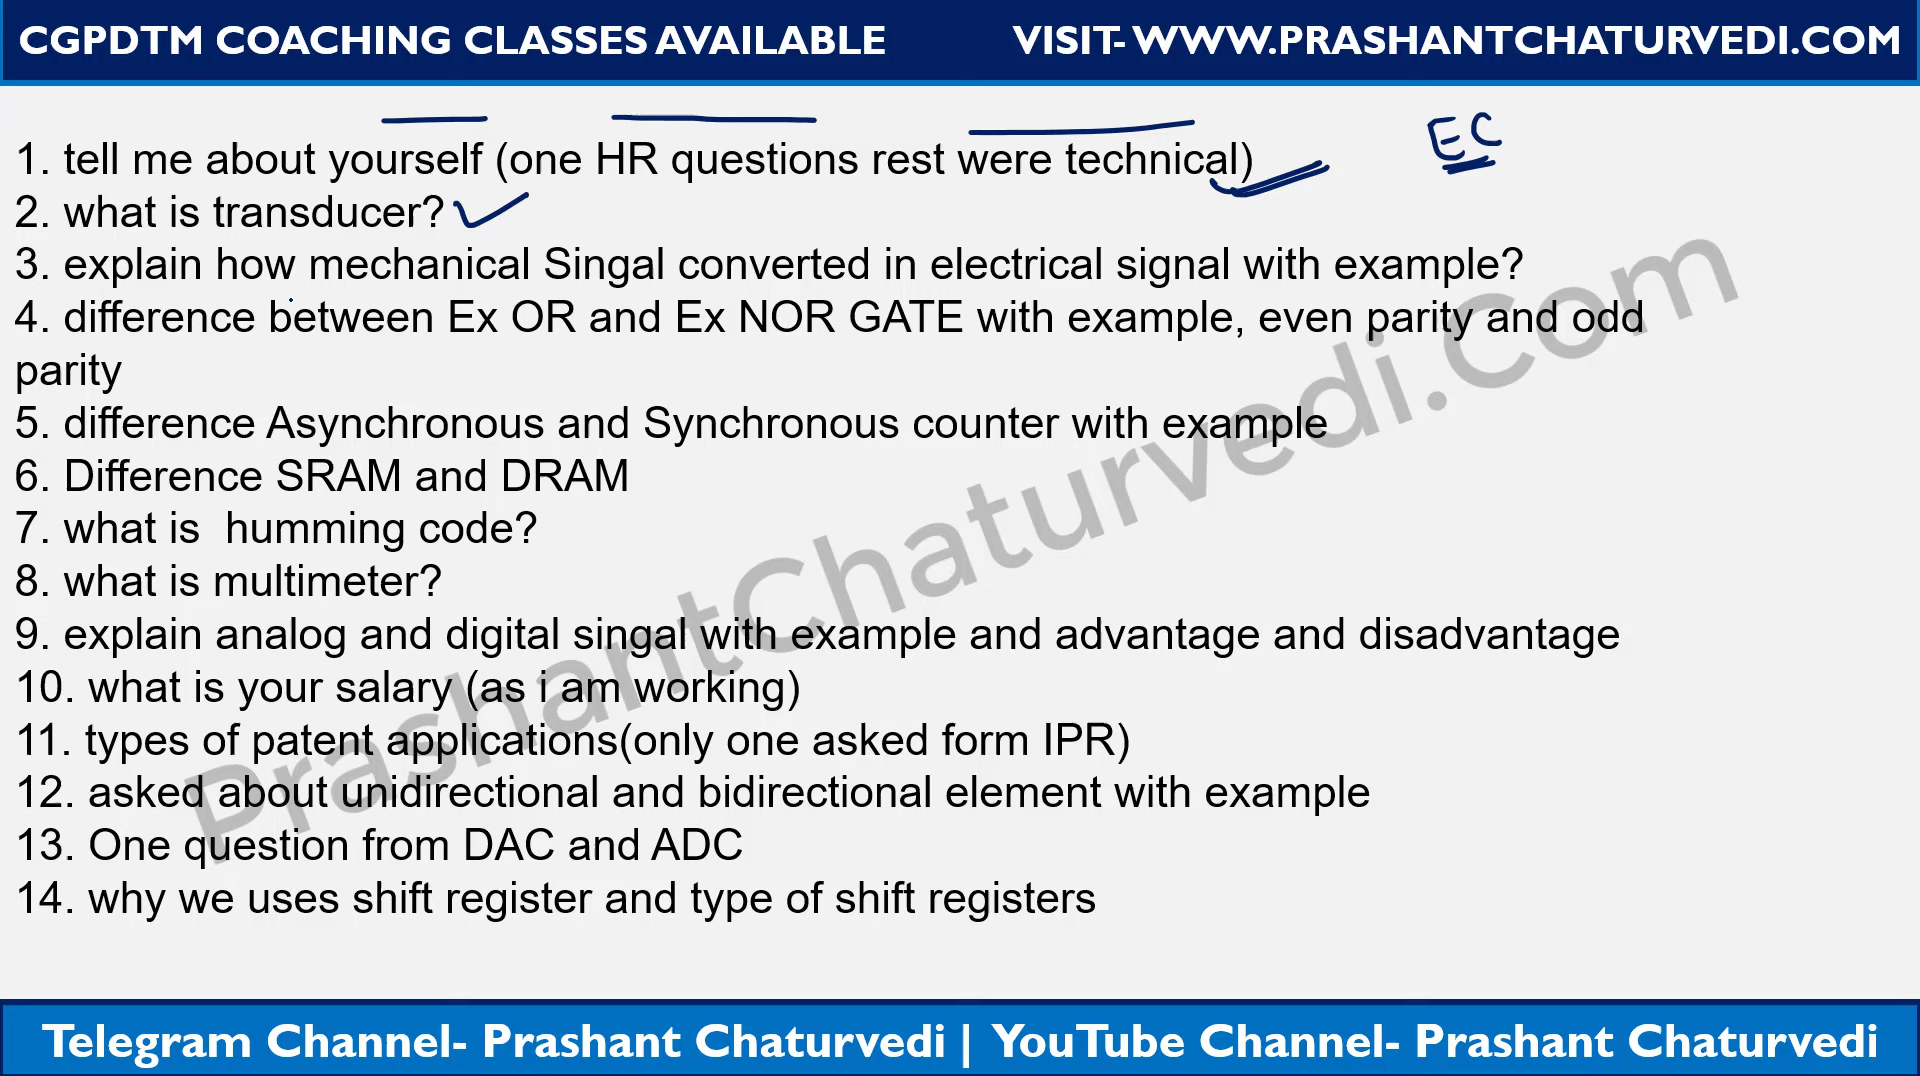 CGPDTM COACHING CLASSES AVAILABLE VISIT- WWW.PRASHANTCHATURVEDI.COM
EC
1. tell me about yourself (one HR questions rest were technical)
2. what is transducer?
3. explain how mechanical Singal converted in electrical signal with example?
4. difference between Ex OR and Ex NOR GATE with example, even parity and odd
parity
5. difference Asynchronous and Synchronous counter with example
6. Difference SRAM and DRAM
7. what is  humming code?
8. what is multimeter?
9. explain analog and digital singal with example and advantage and disadvantage
10. what is your salary (as i am working)
11. types of patent applications(only one asked form IPR)
12. asked about unidirectional and bidirectional element with example
13. One question from DAC and ADC
14. why we uses shift register and type of shift registers
PrashantChaturvedi.Com
Telegram Channel- Prashant Chaturvedi | YouTube Channel- Prashant Chaturvedi